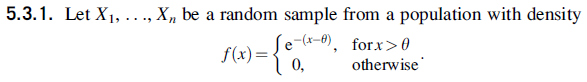 5.3.1. Let X₁, . . ., Xₙ be a random sample from a population with density
f(x) = { e^{-(x-θ)}, for x > θ
0, otherwise .